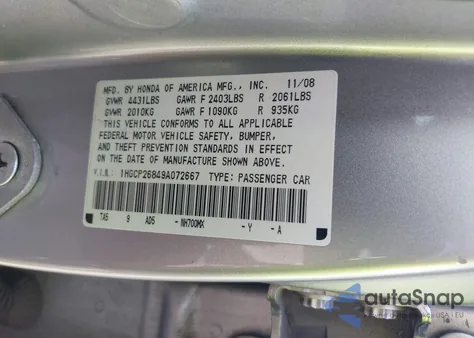 MFD. BY HONDA OF AMERICA MFG., INC. 11/08
GVWR 4431LBS GAWR F 2403LBS R 2061LBS
GVWR 2010KG GAWR F 1090KG R 935KG
THIS VEHICLE CONFORMS TO ALL APPLICABLE
FEDERAL MOTOR VEHICLE SAFETY, BUMPER,
AND THEFT PREVENTION STANDARDS IN EFFECT
ON THE DATE OF MANUFACTURE SHOWN ABOVE.
V.I.N.: 1HGCP26849A072667 TYPE: PASSENGER CAR
TA5 9 AD5 -NH700MX -Y -A
autoSnap